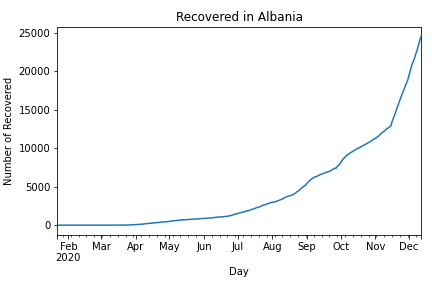 Recovered in Albania
Number of Recovered
25000
20000
15000
10000
5000
0
Feb Mar Apr May Jun Jul Aug Sep Oct Nov Dec
2020
Day